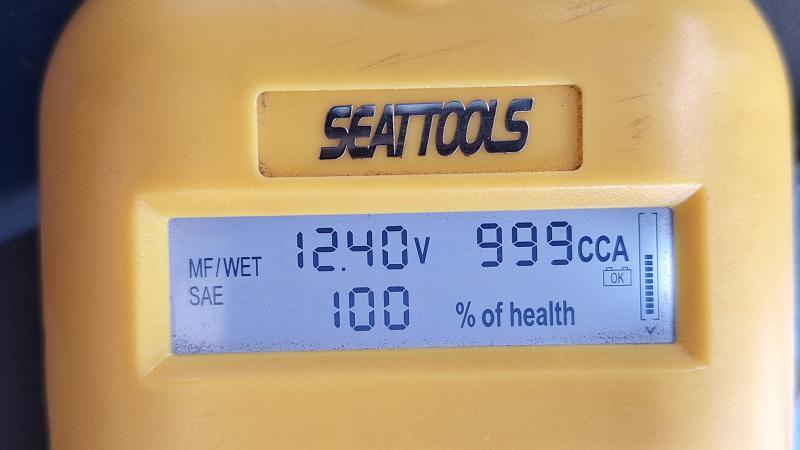 SEATTOOLS
MF/WET 12.40V 999CCA
SAE 100 % of health
OK